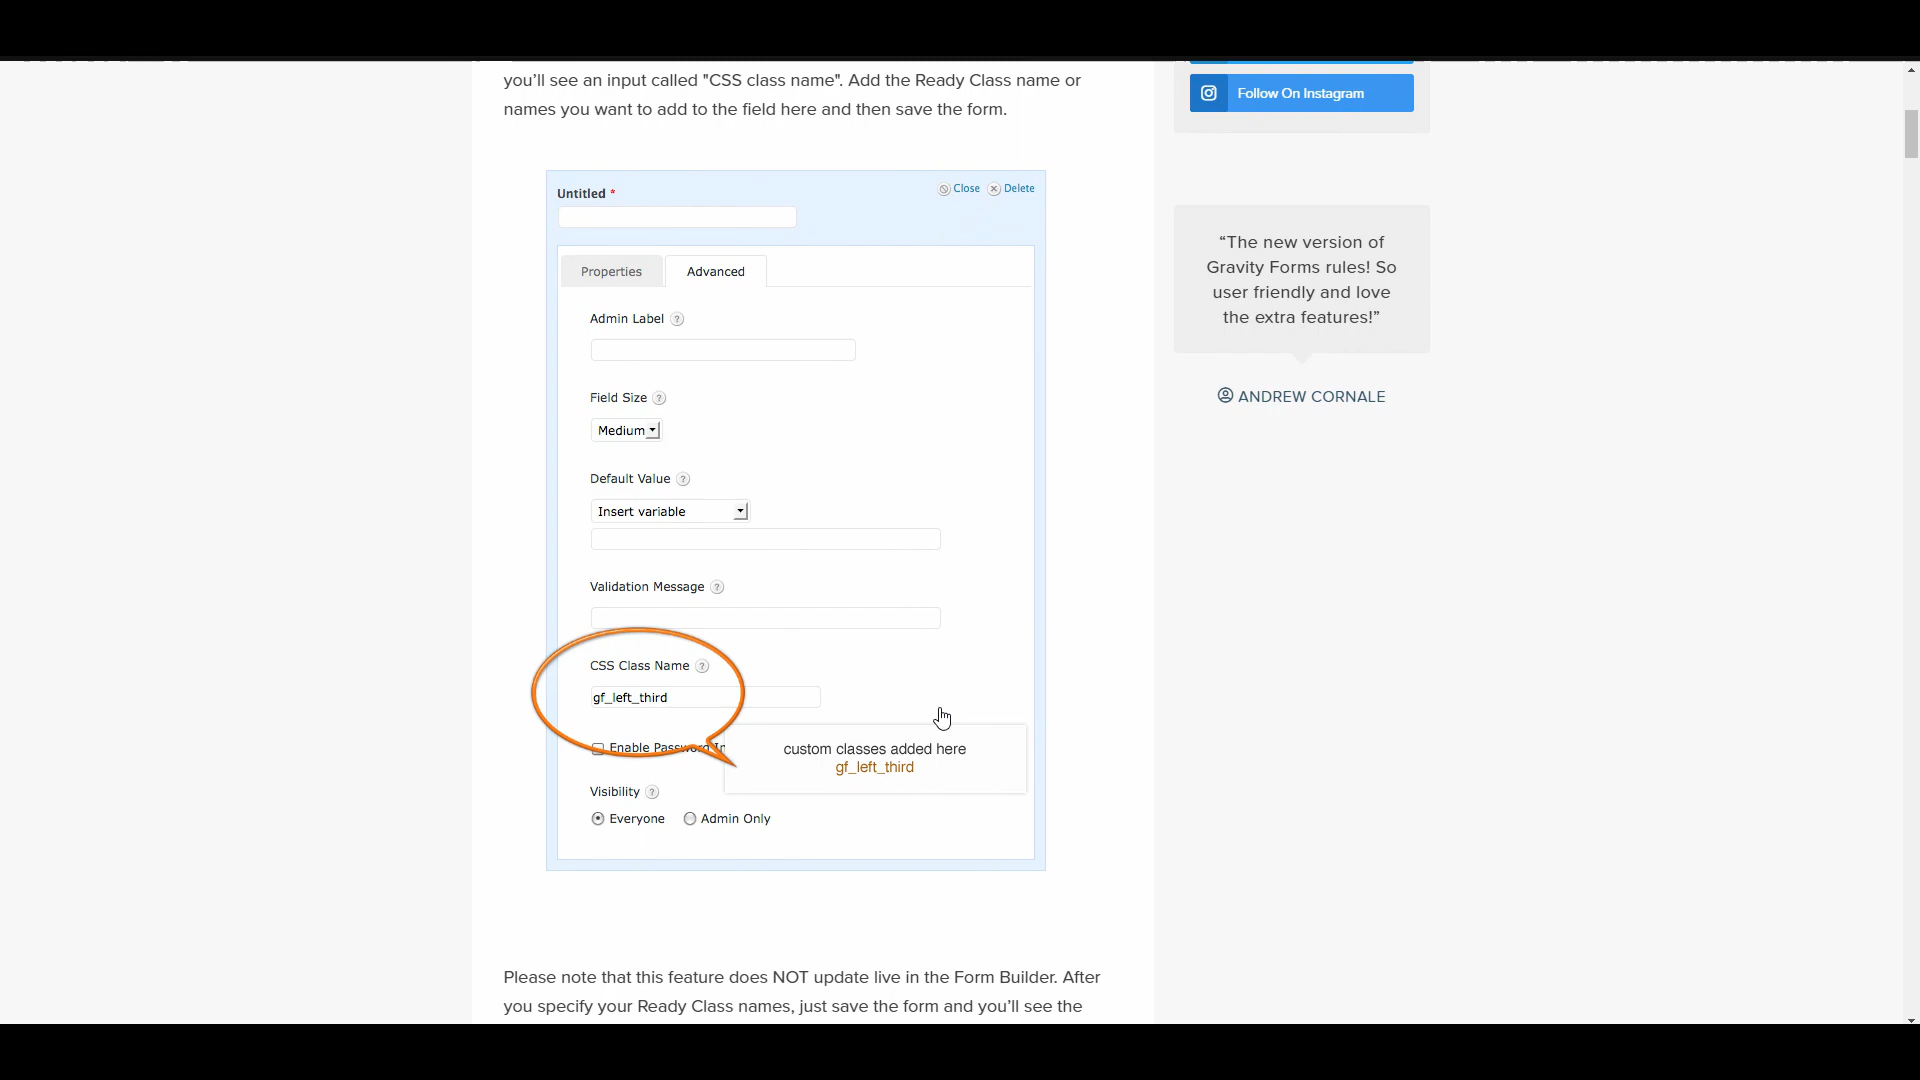 you’ll see an input called "CSS class name". Add the Ready Class name or
names you want to add to the field here and then save the form.
Follow On Instagram
Untitled *
Close Delete
Properties Advanced
Admin Label ?
Field Size ?
Medium
Default Value ?
Insert variable
Validation Message ?
CSS Class Name ?
gf_left_third
Enable Password In
custom classes added here
gf_left_third
Visibility ?
Everyone Admin Only
“The new version of
Gravity Forms rules! So
user friendly and love
the extra features!”
ANDREW CORNALE
Please note that this feature does NOT update live in the Form Builder. After
you specify your Ready Class names, just save the form and you’ll see the